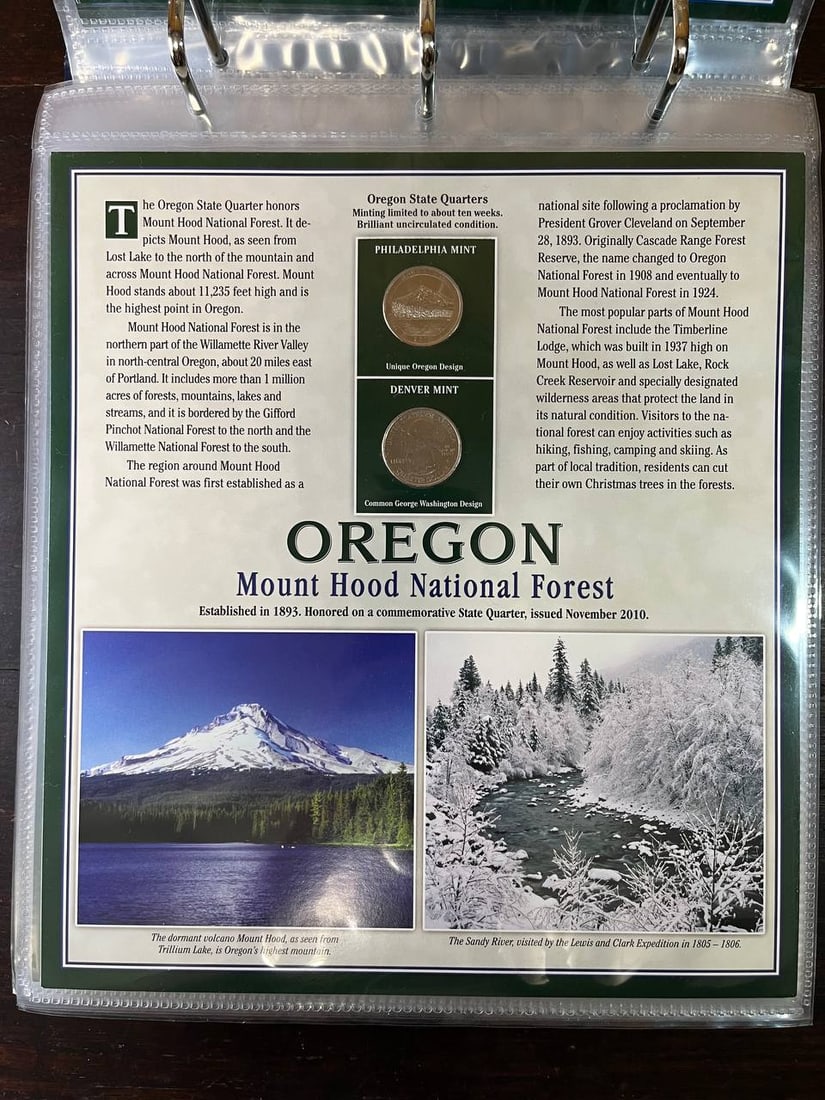 The Oregon State Quarter honors
Mount Hood National Forest. It de-
picts Mount Hood, as seen from
Lost Lake to the north of the mountain and
across Mount Hood National Forest. Mount
Hood stands about 11,235 feet high and is
the highest point in Oregon.
Mount Hood National Forest is in the
northern part of the Willamette River Valley
in north-central Oregon, about 20 miles east
of Portland. It includes more than 1 million
acres of forests, mountains, lakes and
streams, and it is bordered by the Gifford
Pinchot National Forest to the north and the
Willamette National Forest to the south.
The region around Mount Hood
National Forest was first established as a
Oregon State Quarters
Minting limited to about ten weeks.
Brilliant uncirculated condition.
PHILADELPHIA MINT
Unique Oregon Design
DENVER MINT
Common George Washington Design
national site following a proclamation by
President Grover Cleveland on September
28, 1893. Originally Cascade Range Forest
Reserve, the name changed to Oregon
National Forest in 1908 and eventually to
Mount Hood National Forest in 1924.
The most popular parts of Mount Hood
National Forest include the Timberline
Lodge, which was built in 1937 high on
Mount Hood, as well as Lost Lake, Rock
Creek Reservoir and specially designated
wilderness areas that protect the land in
its natural condition. Visitors to the na-
tional forest can enjoy activities such as
hiking, fishing, camping and skiing. As
part of local tradition, residents can cut
their own Christmas trees in the forests.
OREGON
Mount Hood National Forest
Established in 1893. Honored on a commemorative State Quarter, issued November 2010.
The dormant volcano Mount Hood, as seen from
Trillium Lake, is Oregon's highest mountain.
The Sandy River, visited by the Lewis and Clark Expedition in 1805 – 1806.